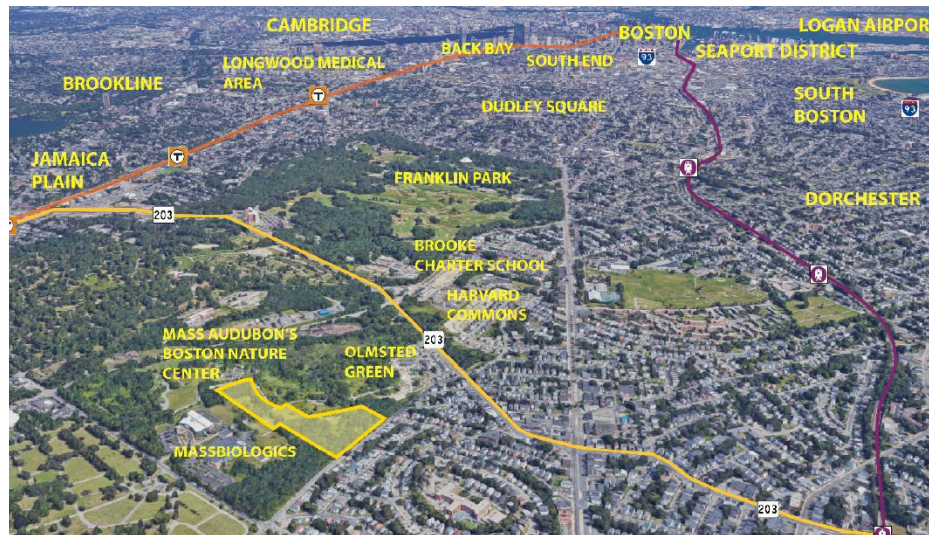 CAMBRIDGE
LOGAN AIRPOR
BOSTON
BACK BAY
SEAPORT DISTRICT
93
SOUTH END
LONGWOOD MEDICAL
AREA
BROOKLINE
T
SOUTH
BOSTON
93
DUDLEY SQUARE
T
JAMAICA
PLAIN
FRANKLIN PARK
DORCHESTER
203
BROOKE
CHARTER SCHOOL
HARVARD
COMMONS
MASS AUDUBON'S
BOSTON NATURE
CENTER
203
OLMSTED
GREEN
MASSBIOLOGICS
203